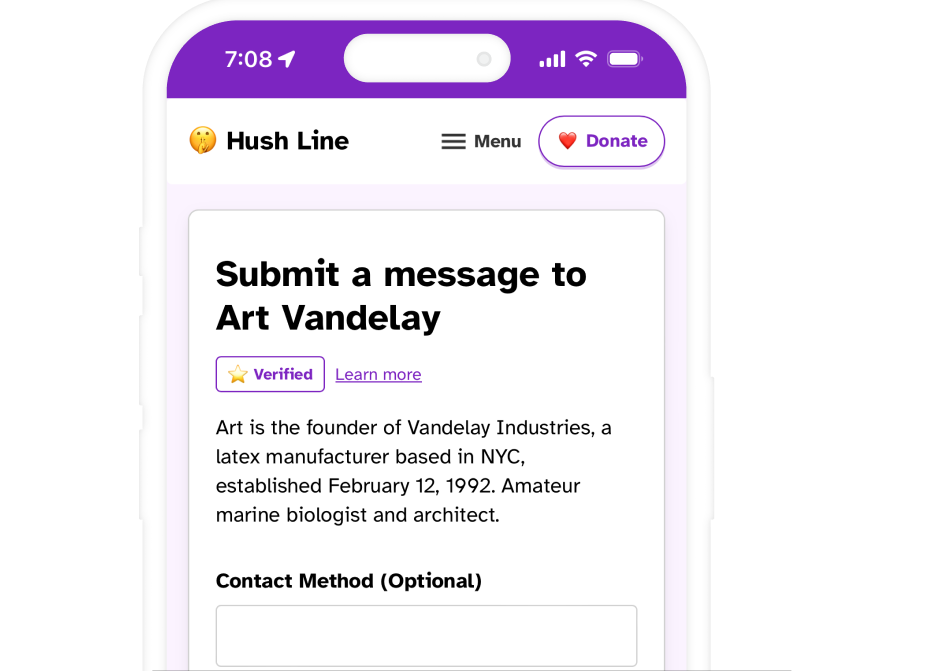 7:08
Hush Line
Menu
Donate
Submit a message to
Art Vandelay
Verified
Learn more
Art is the founder of Vandelay Industries, a
latex manufacturer based in NYC,
established February 12, 1992. Amateur
marine biologist and architect.
Contact Method (Optional)